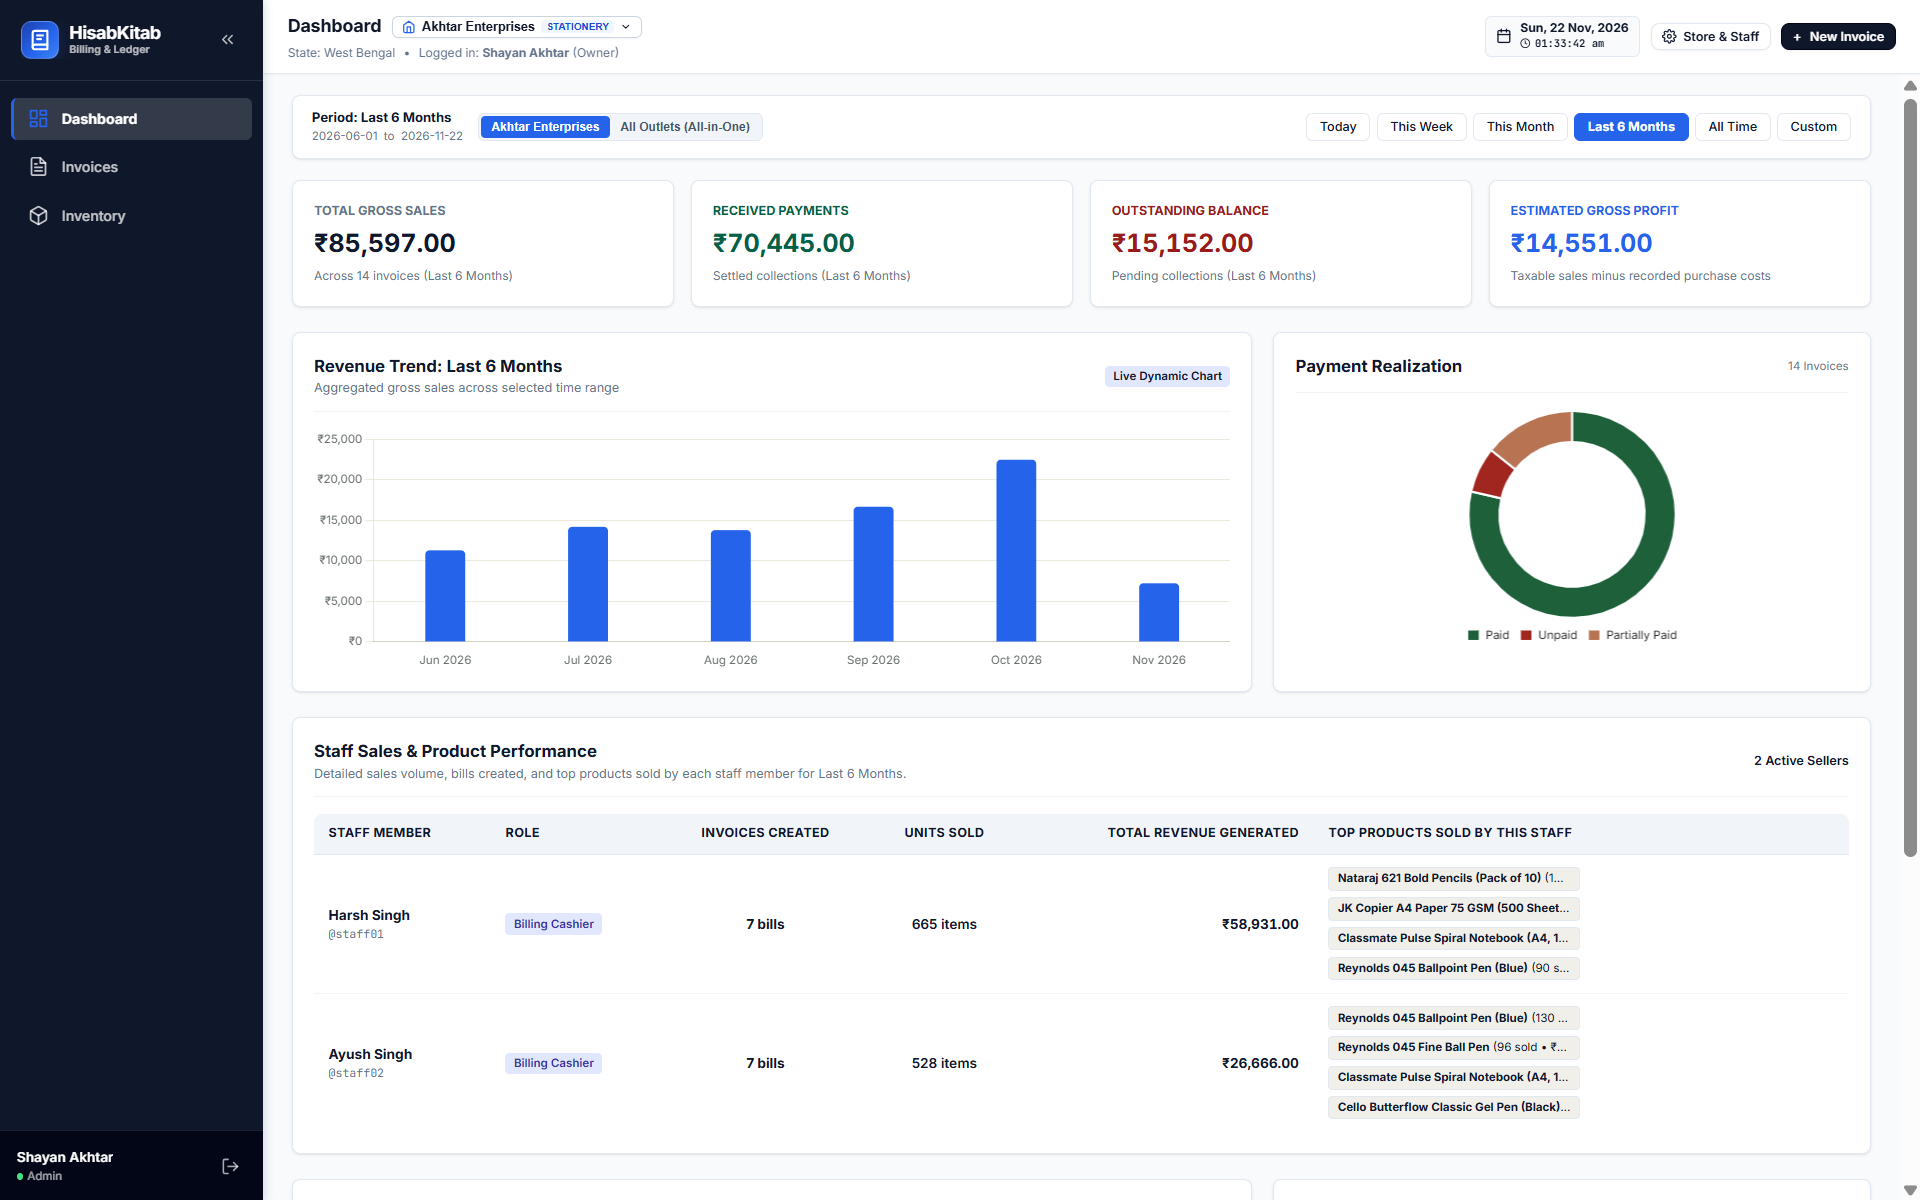 HisabKitab
Billing & Ledger
Dashboard
Invoices
Inventory
Shayan Akhtar
Admin
Dashboard
Akhtar Enterprises STATIONERY
State: West Bengal • Logged in: Shayan Akhtar (Owner)
Sun, 22 Nov, 2026
01:33:42 am
Store & Staff
+ New Invoice
Period: Last 6 Months
2026-06-01 to 2026-11-22
Akhtar Enterprises
All Outlets (All-in-One)
Today
This Week
This Month
Last 6 Months
All Time
Custom
TOTAL GROSS SALES
₹85,597.00
Across 14 invoices (Last 6 Months)
RECEIVED PAYMENTS
₹70,445.00
Settled collections (Last 6 Months)
OUTSTANDING BALANCE
₹15,152.00
Pending collections (Last 6 Months)
ESTIMATED GROSS PROFIT
₹14,551.00
Taxable sales minus recorded purchase costs
Revenue Trend: Last 6 Months
Aggregated gross sales across selected time range
Live Dynamic Chart
₹25,000
₹20,000
₹15,000
₹10,000
₹5,000
₹0
Jun 2026
Jul 2026
Aug 2026
Sep 2026
Oct 2026
Nov 2026
Payment Realization
14 Invoices
Paid
Unpaid
Partially Paid
Staff Sales & Product Performance
Detailed sales volume, bills created, and top products sold by each staff member for Last 6 Months.
2 Active Sellers
STAFF MEMBER ROLE INVOICES CREATED UNITS SOLD TOTAL REVENUE GENERATED TOP PRODUCTS SOLD BY THIS STAFF
Harsh Singh
@staff01
Billing Cashier
7 bills
665 items
₹58,931.00
Nataraj 621 Bold Pencils (Pack of 10) (1...
JK Copier A4 Paper 75 GSM (500 Sheet...
Classmate Pulse Spiral Notebook (A4, 1...
Reynolds 045 Ballpoint Pen (Blue) (90 s...
Ayush Singh
@staff02
Billing Cashier
7 bills
528 items
₹26,666.00
Reynolds 045 Ballpoint Pen (Blue) (130 ...
Reynolds 045 Fine Ball Pen (96 sold • ₹...
Classmate Pulse Spiral Notebook (A4, 1...
Cello Butterflow Classic Gel Pen (Black)...